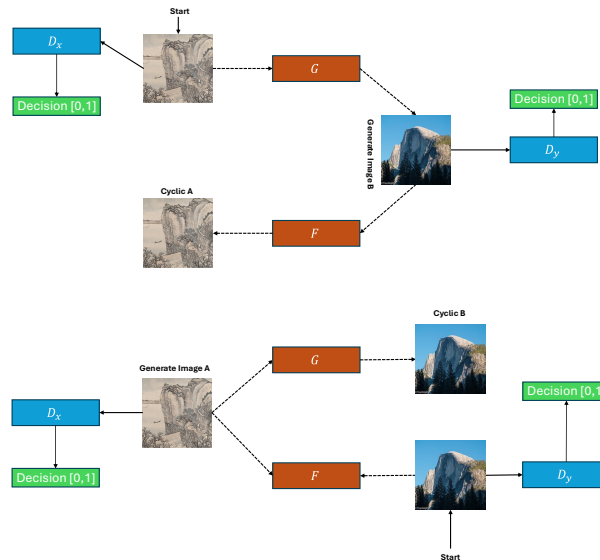 Start
D_x
G
Decision [0,1]
Decision [0,1]
Generate Image B
D_y
Cyclic A
F
Cyclic B
G
Generate Image A
D_x
Decision [0,1]
Decision [0,1]
F
D_y
Start